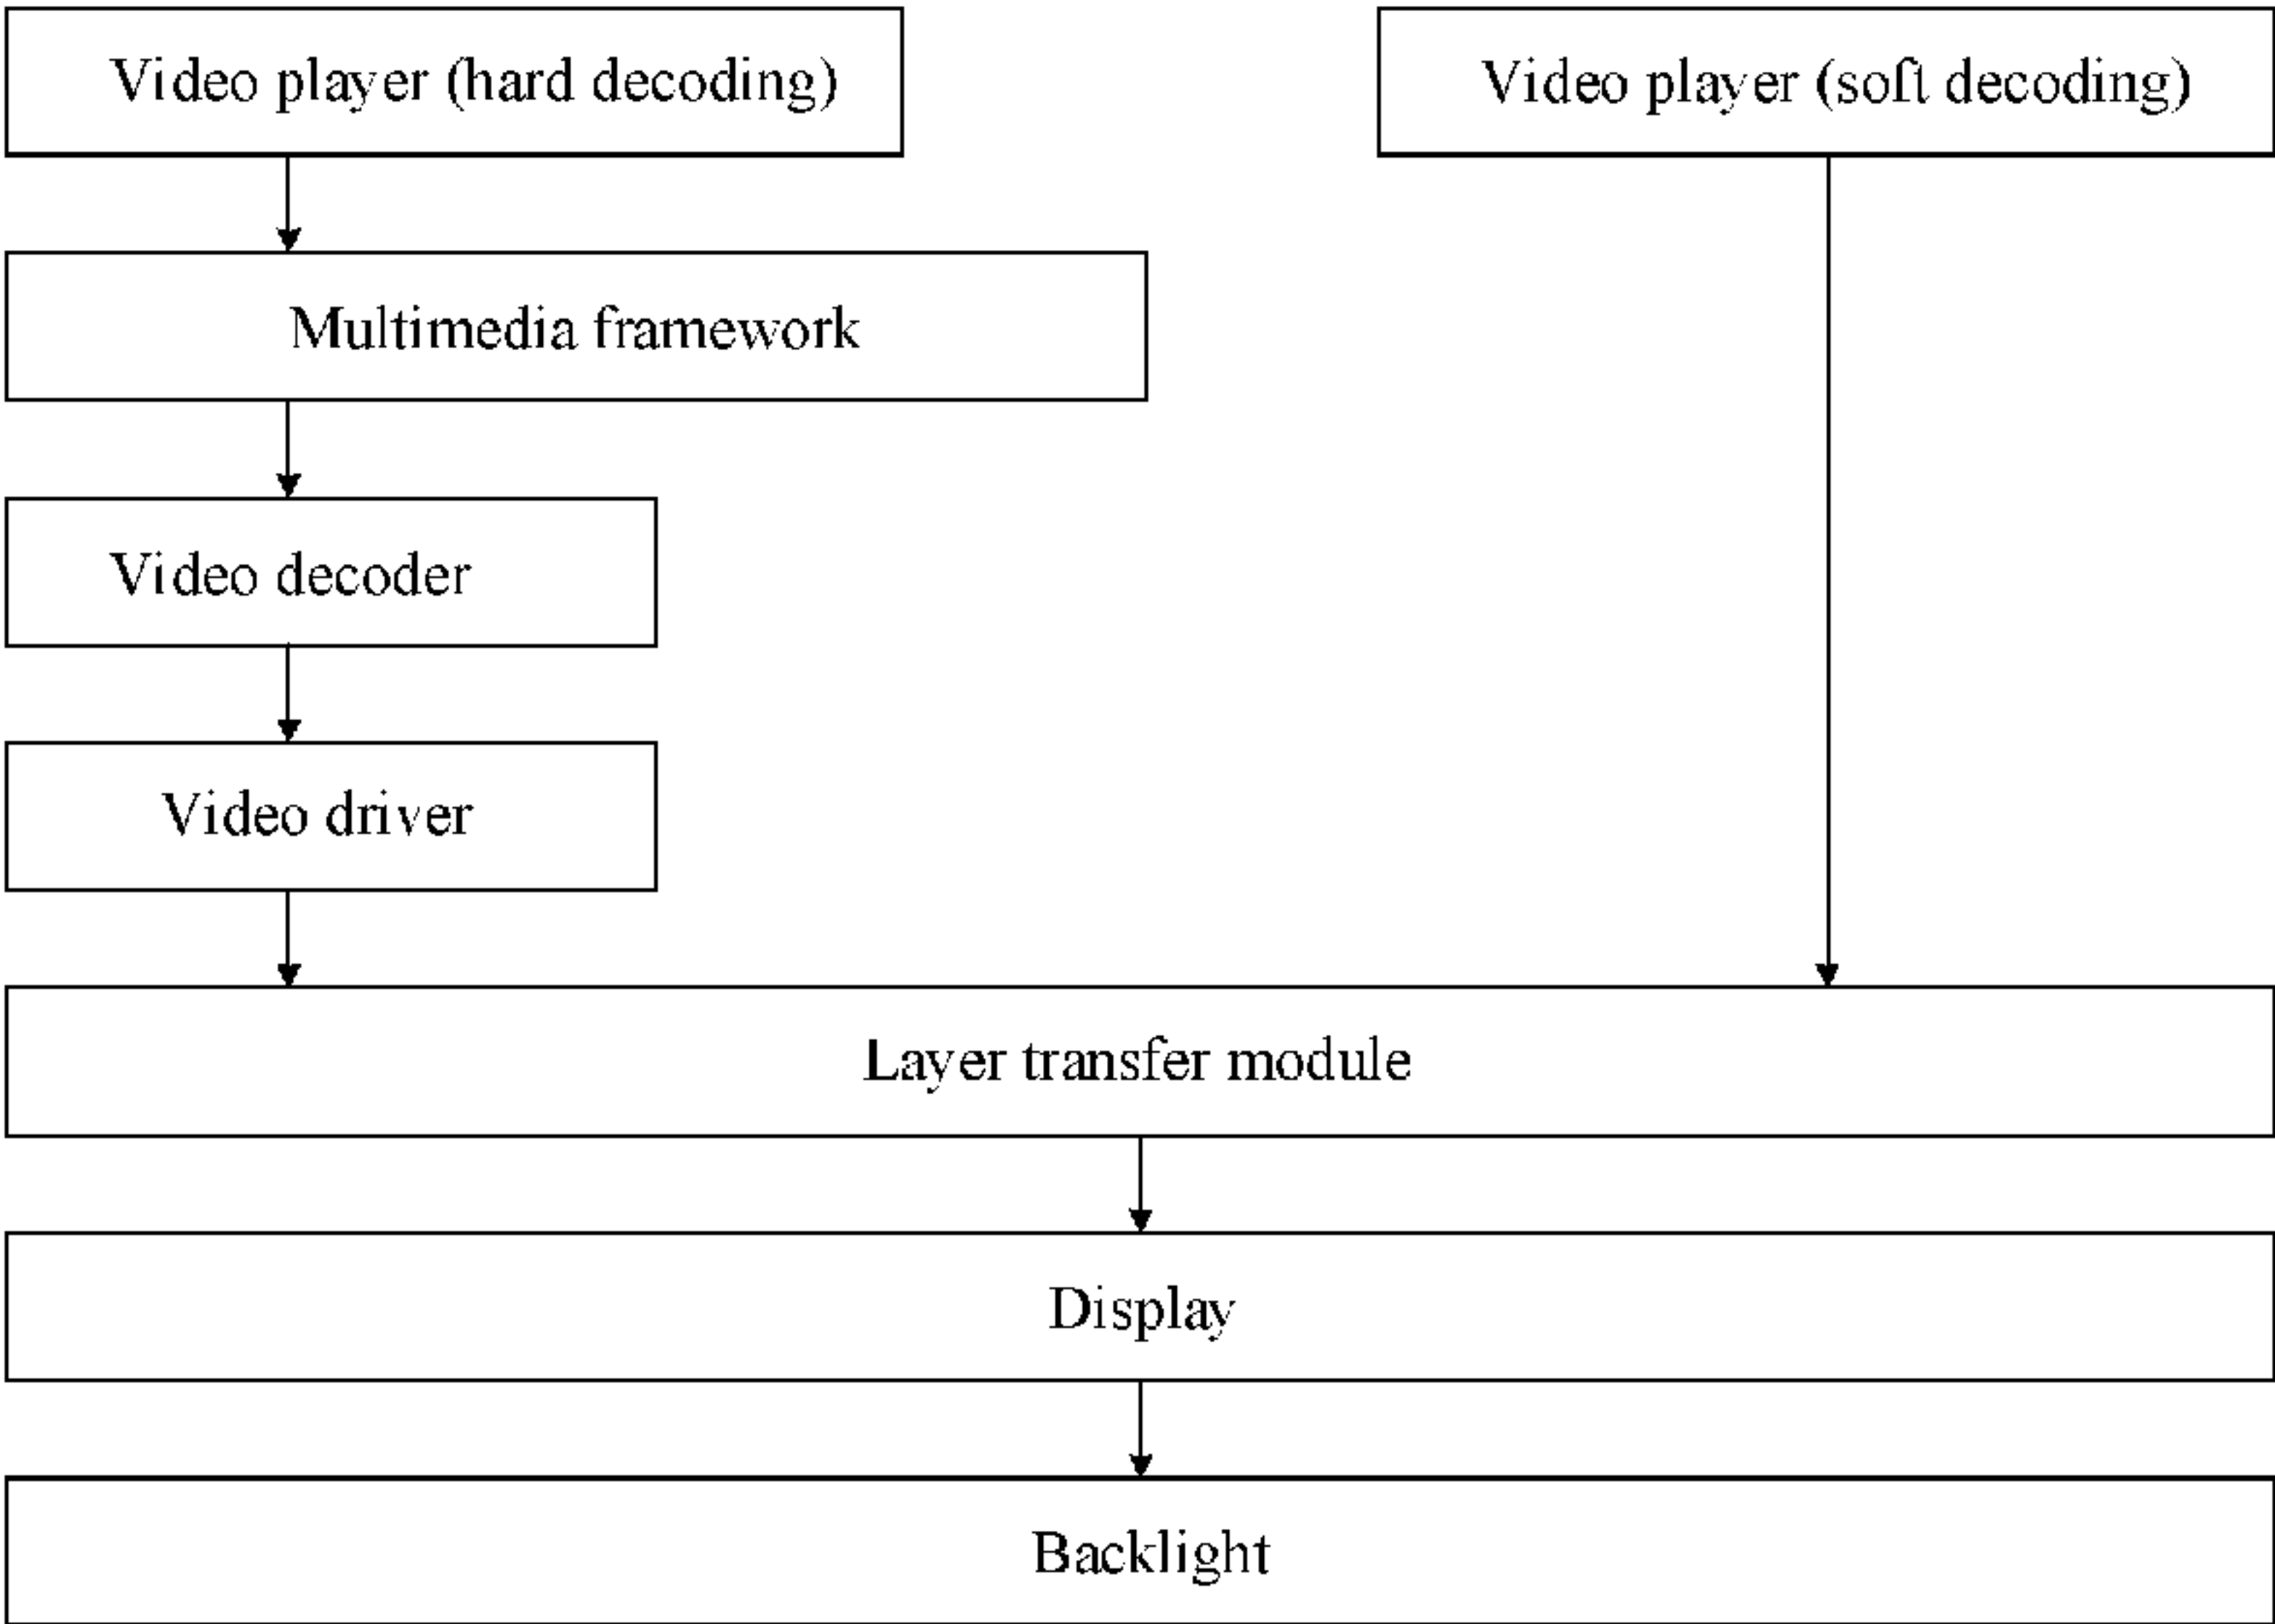 Video player (hard decoding)
Video player (soft decoding)
Multimedia framework
Video decoder
Video driver
Layer transfer module
Display
Backlight